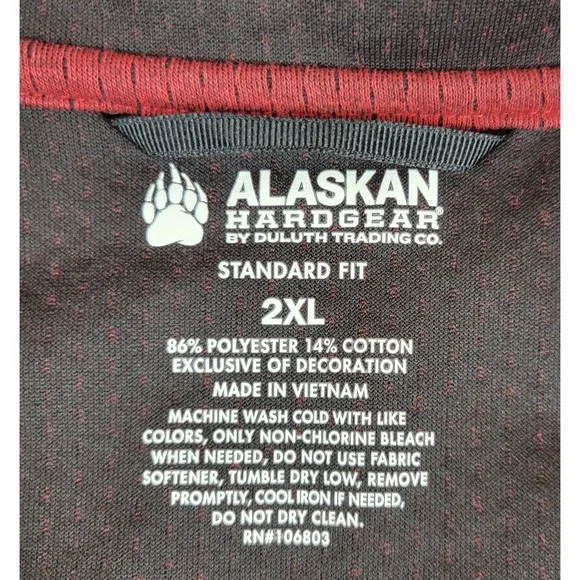 ALASKAN
HARDGEAR®
BY DULUTH TRADING CO.
STANDARD FIT
2XL
86% POLYESTER 14% COTTON
EXCLUSIVE OF DECORATION
MADE IN VIETNAM
MACHINE WASH COLD WITH LIKE
COLORS, ONLY NON-CHLORINE BLEACH
WHEN NEEDED, DO NOT USE FABRIC
SOFTENER, TUMBLE DRY LOW, REMOVE
PROMPTLY, COOL IRON IF NEEDED,
DO NOT DRY CLEAN.
RN#106803